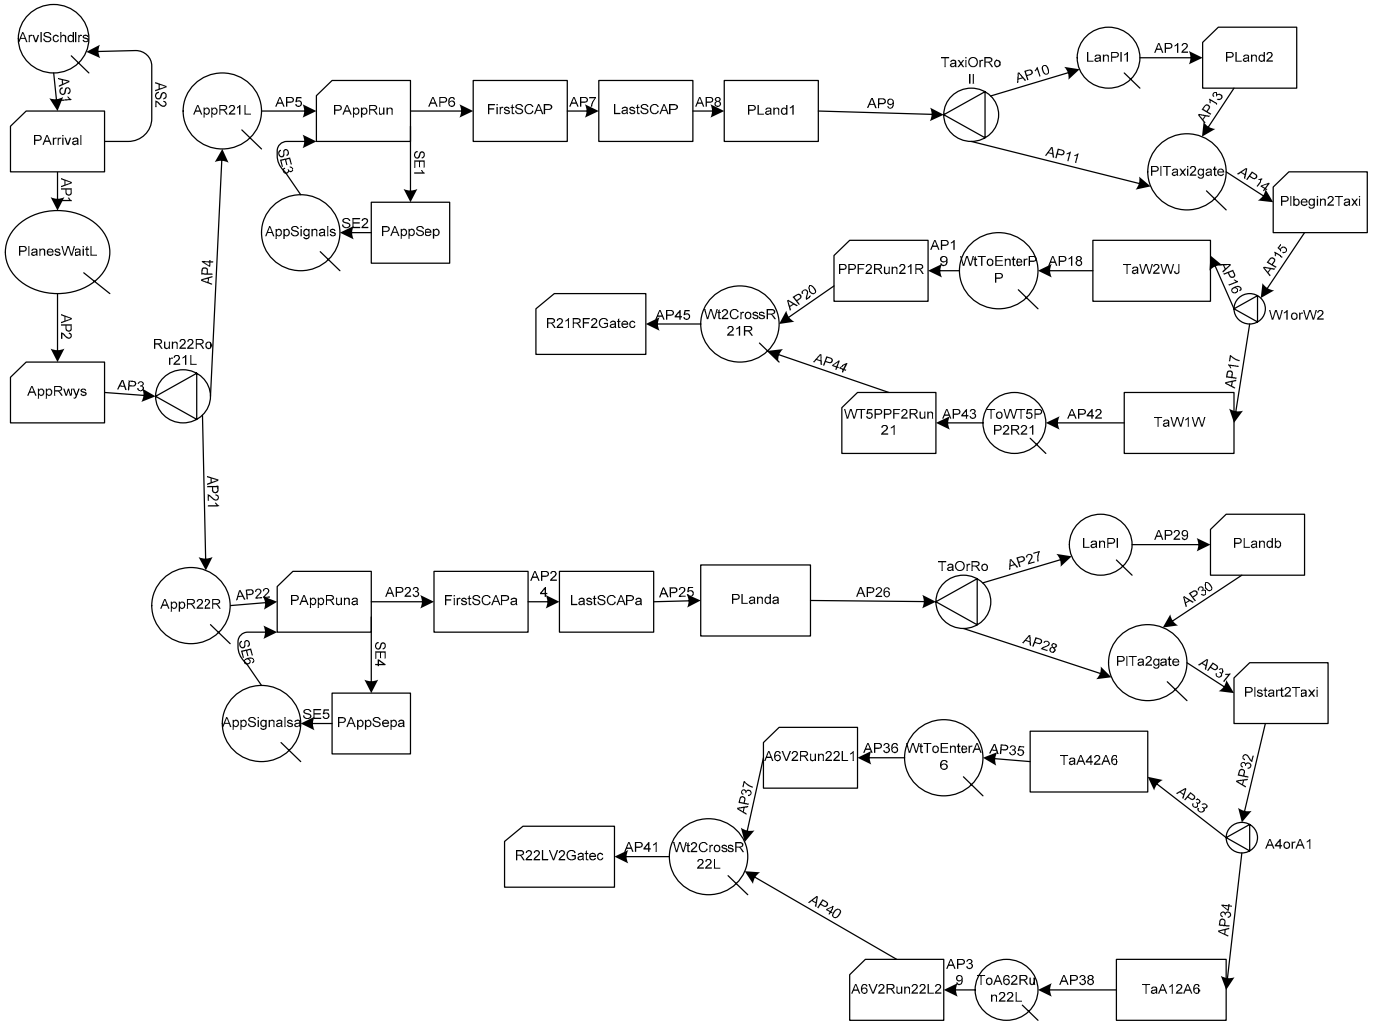 ArvlSchdlrs
AS1
AS2
PArrival
AP1
PlanesWaitL
AP2
AppRwys
AP3
Run22Ro
r21L
AP4
AppR21L
AP5
PAppRun
SE1
PAppSep
SE2
AppSignals
SE3
AP6
FirstSCAP
AP7
LastSCAP
AP8
PLand1
AP9
TaxiOrRo
ll
AP10
LanPl1
AP12
PLand2
AP13
AP11
PlTaxi2gate
AP14
Plbegin2Taxi
AP15
W1orW2
AP16
TaW2WJ
AP18
WtToEnterP
P
AP1
9
PPF2Run21R
AP20
Wt2CrossR
21R
AP45
R21RF2Gatec
AP17
TaW1W
AP42
ToWT5P
P2R21
AP43
WT5PPF2Run
21
AP44
AP21
AppR22R
AP22
PAppRuna
SE4
PAppSepa
SE5
AppSignalsa
SE6
AP23
FirstSCAPa
AP2
4
LastSCAPa
AP25
PLanda
AP26
TaOrRo
AP27
LanPl
AP29
PLandb
AP30
AP28
PlTa2gate
AP31
Plstart2Taxi
AP32
A4orA1
AP33
TaA42A6
AP35
WtToEnterA
6
AP36
A6V2Run22L1
AP37
Wt2CrossR
22L
AP41
R22LV2Gatec
AP34
TaA12A6
AP38
ToA62Ru
n22L
AP3
9
A6V2Run22L2
AP40